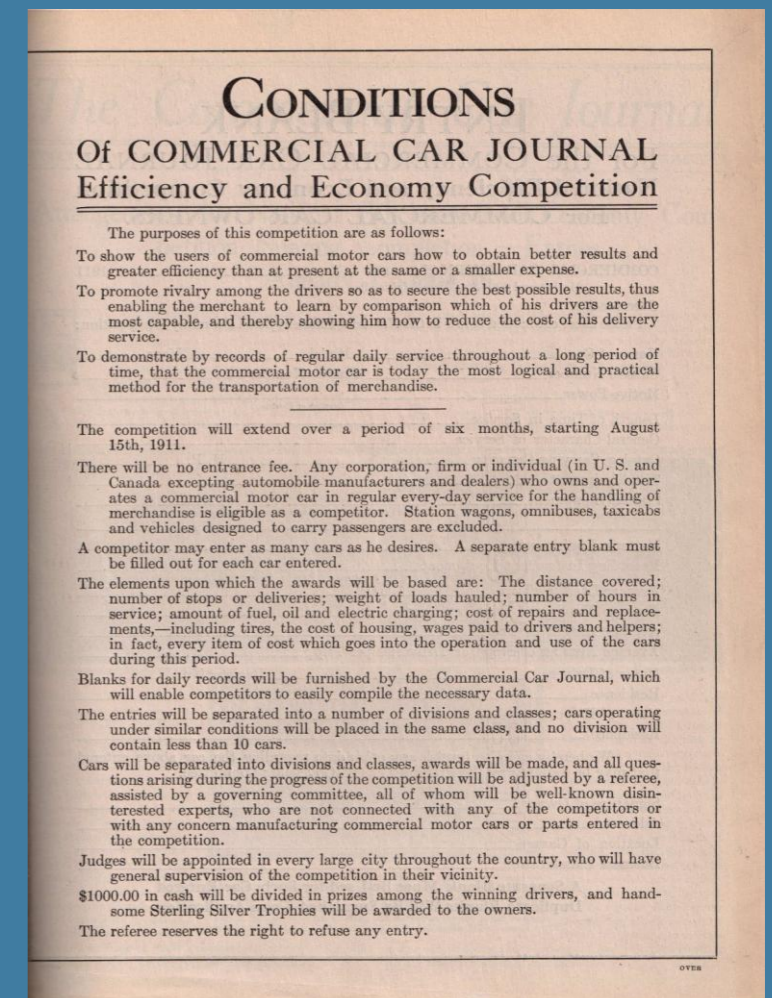 CONDITIONS
Of COMMERCIAL CAR JOURNAL
Efficiency and Economy Competition
The purposes of this competition are as follows:
To show the users of commercial motor cars how to obtain better results and
greater efficiency than at present at the same or a smaller expense.
To promote rivalry among the drivers so as to secure the best possible results, thus
enabling the merchant to learn by comparison which of his drivers are the
most capable, and thereby showing him how to reduce the cost of his delivery
service.
To demonstrate by records of regular daily service throughout a long period of
time, that the commercial motor car is today the most logical and practical
method for the transportation of merchandise.
The competition will extend over a period of six months, starting August
15th, 1911.
There will be no entrance fee. Any corporation, firm or individual (in U. S. and
Canada excepting automobile manufacturers and dealers) who owns and oper-
ates a commercial motor car in regular every-day service for the handling of
merchandise is eligible as a competitor. Station wagons, omnibuses, taxicabs
and vehicles designed to carry passengers are excluded.
A competitor may enter as many cars as he desires. A separate entry blank must
be filled out for each car entered.
The elements upon which the awards will be based are: The distance covered;
number of stops or deliveries; weight of loads hauled; number of hours in
service; amount of fuel, oil and electric charging; cost of repairs and replace-
ments,—including tires, the cost of housing, wages paid to drivers and helpers;
in fact, every item of cost which goes into the operation and use of the cars
during this period.
Blanks for daily records will be furnished by the Commercial Car Journal, which
will enable competitors to easily compile the necessary data.
The entries will be separated into a number of divisions and classes; cars operating
under similar conditions will be placed in the same class, and no division will
contain less than 10 cars.
Cars will be separated into divisions and classes, awards will be made, and all ques-
tions arising during the progress of the competition will be adjusted by a referee,
assisted by a governing committee, all of whom will be well-known disin-
terested experts, who are not connected with any of the competitors or
with any concern manufacturing commercial motor cars or parts entered in
the competition.
Judges will be appointed in every large city throughout the country, who will have
general supervision of the competition in their vicinity.
$1000.00 in cash will be divided in prizes among the winning drivers, and hand-
some Sterling Silver Trophies will be awarded to the owners.
The referee reserves the right to refuse any entry.
OVER